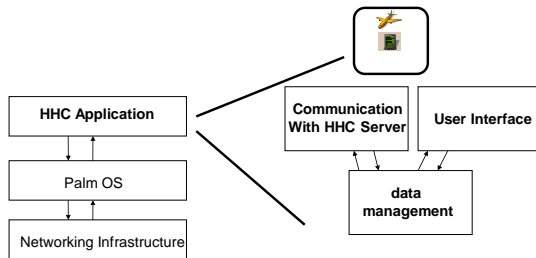 HHC Application
Palm OS
Networking Infrastructure
Communication
With HHC Server
User Interface
data
management